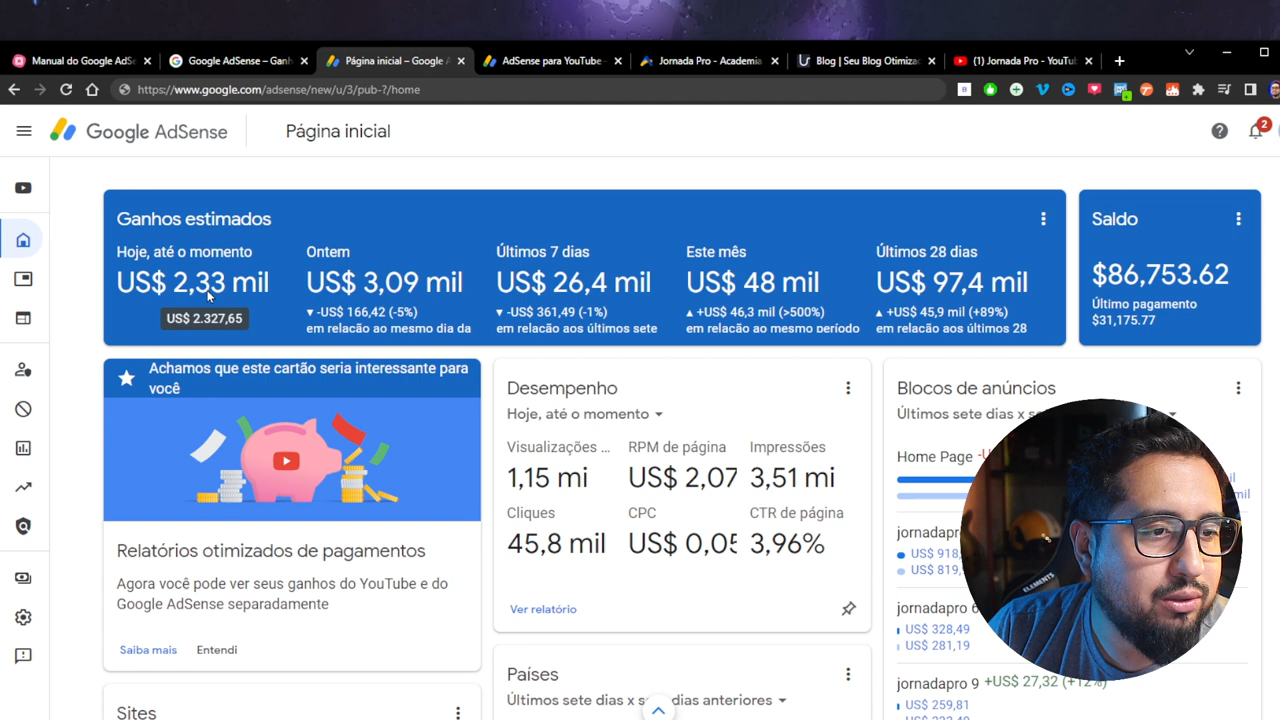 Manual do Google AdSe
Google AdSense – Ganh
Página inicial – Google A
AdSense para YouTube -
Jornada Pro - Academia
Blog | Seu Blog Otimiza
(1) Jornada Pro - YouTu
https://www.google.com/adsense/new/u/3/pub-?/home
Google AdSense
Página inicial
2
Ganhos estimados
Hoje, até o momento
US$ 2,33 mil
US$ 2.327,65
Ontem
US$ 3,09 mil
-US$ 166,42 (-5%)
em relação ao mesmo dia da
Últimos 7 dias
US$ 26,4 mil
-US$ 361,49 (-1%)
em relação aos últimos sete
Este mês
US$ 48 mil
+US$ 46,3 mil (>500%)
em relação ao mesmo período
Últimos 28 dias
US$ 97,4 mil
+US$ 45,9 mil (+89%)
em relação aos últimos 28
Saldo
$86,753.62
Último pagamento
$31,175.77
Achamos que este cartão seria interessante para
você
Relatórios otimizados de pagamentos
Agora você pode ver seus ganhos do YouTube e do
Google AdSense separadamente
Saiba mais
Entendi
Sites
Desempenho
Hoje, até o momento
Visualizações ...
RPM de página
Impressões
1,15 mi
US$ 2,07
3,51 mi
Cliques
CPC
CTR de página
45,8 mil
US$ 0,05
3,96%
Ver relatório
Países
Últimos sete dias x sete dias anteriores
Blocos de anúncios
Últimos sete dias x s
Home Page -U
mil
jornadapro
US$ 918,
US$ 819,
jornadapro 6
US$ 328,49
US$ 281,19
jornadapro 9 +US$ 27,32 (+12%)
US$ 259,81
ELEMENTS